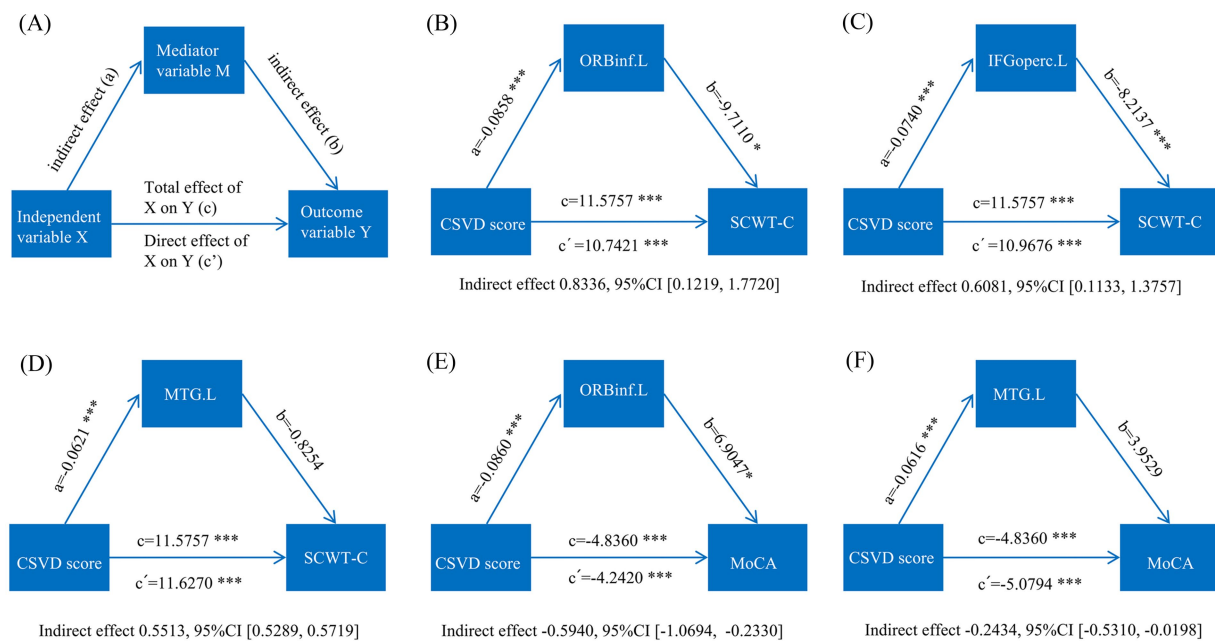 (A)
Mediator
variable M
indirect effect (a)
indirect effect (b)
Independent
variable X
Total effect of
X on Y (c)
Direct effect of
X on Y (c’)
Outcome
variable Y
(B)
ORBinf.L
a=-0.0858 ***
b=-9.7110 *
CSVD score
c=11.5757 ***
c´=10.7421 ***
SCWT-C
Indirect effect 0.8336, 95%CI [0.1219, 1.7720]
(C)
IFGoperc.L
a=-0.0740 ***
b=-8.2137 ***
CSVD score
c=11.5757 ***
c´=10.9676 ***
SCWT-C
Indirect effect 0.6081, 95%CI [0.1133, 1.3757]
(D)
MTG.L
a=-0.0621 ***
b=-0.8254
CSVD score
c=11.5757 ***
c´=11.6270 ***
SCWT-C
Indirect effect 0.5513, 95%CI [0.5289, 0.5719]
(E)
ORBinf.L
a=-0.0860 ***
b=6.9047*
CSVD score
c=-4.8360 ***
c´=-4.2420 ***
MoCA
Indirect effect -0.5940, 95%CI [-1.0694, -0.2330]
(F)
MTG.L
a=-0.0616 ***
b=3.9529
CSVD score
c=-4.8360 ***
c´=-5.0794 ***
MoCA
Indirect effect -0.2434, 95%CI [-0.5310, -0.0198]